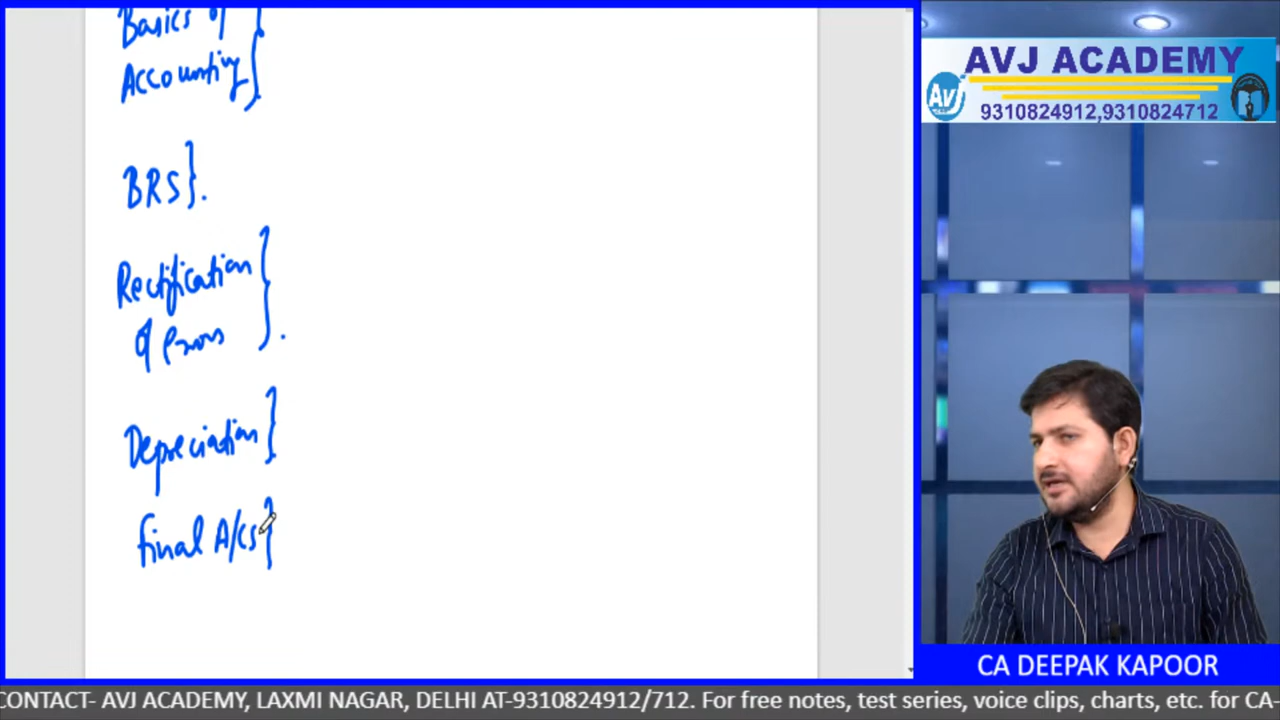 Basics of
Accounting
BRS
Rectification
of Errors
Depreciation
Final A/cs
AVJ ACADEMY
AVJ
9310824912,9310824712
CA DEEPAK KAPOOR
CONTACT- AVJ ACADEMY, LAXMI NAGAR, DELHI AT-9310824912/712. For free notes, test series, voice clips, charts, etc. for CA-